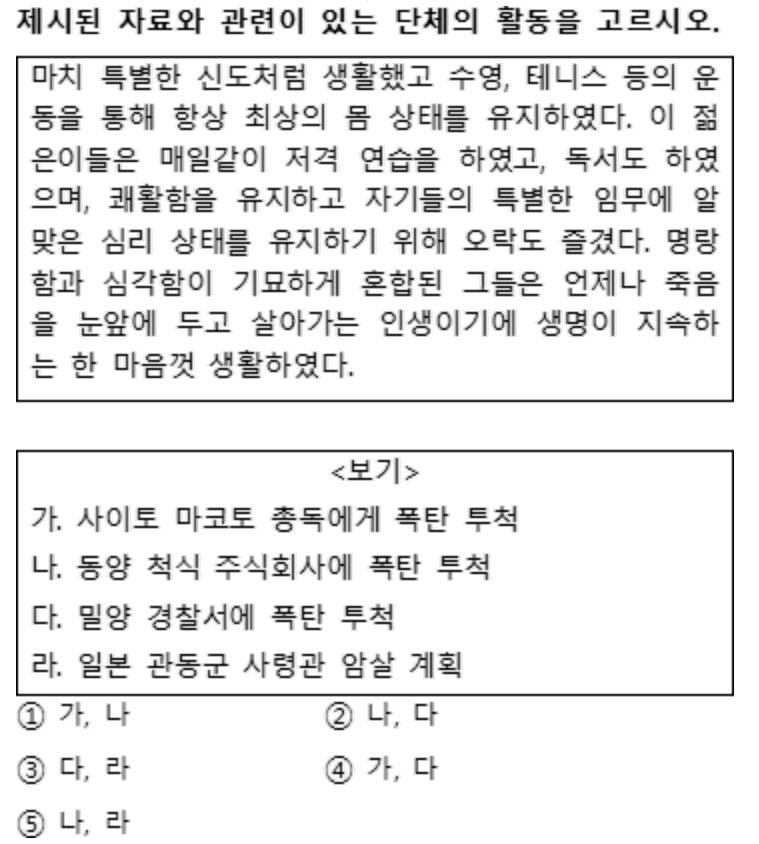 제시된 자료와 관련이 있는 단체의 활동을 고르시오.
마치 특별한 신도처럼 생활했고 수영, 테니스 등의 운
동을 통해 항상 최상의 몸 상태를 유지하였다. 이 젊
은이들은 매일같이 저격 연습을 하였고, 독서도 하였
으며, 쾌활함을 유지하고 자기들의 특별한 임무에 알
맞은 심리 상태를 유지하기 위해 오락도 즐겼다. 명랑
함과 심각함이 기묘하게 혼합된 그들은 언제나 죽음
을 눈앞에 두고 살아가는 인생이기에 생명이 지속하
는 한 마음껏 생활하였다.
<보기>
가. 사이토 마코토 총독에게 폭탄 투척
나. 동양 척식 주식회사에 폭탄 투척
다. 밀양 경찰서에 폭탄 투척
라. 일본 관동군 사령관 암살 계획
① 가, 나 ② 나, 다
③ 다, 라 ④ 가, 다
⑤ 나, 라